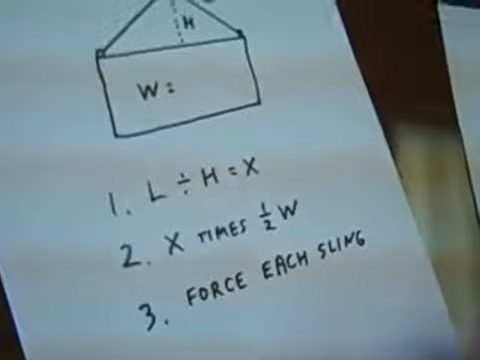 H
W =
1. L ÷ H = X
2. X TIMES ½ W
3. FORCE EACH SLING